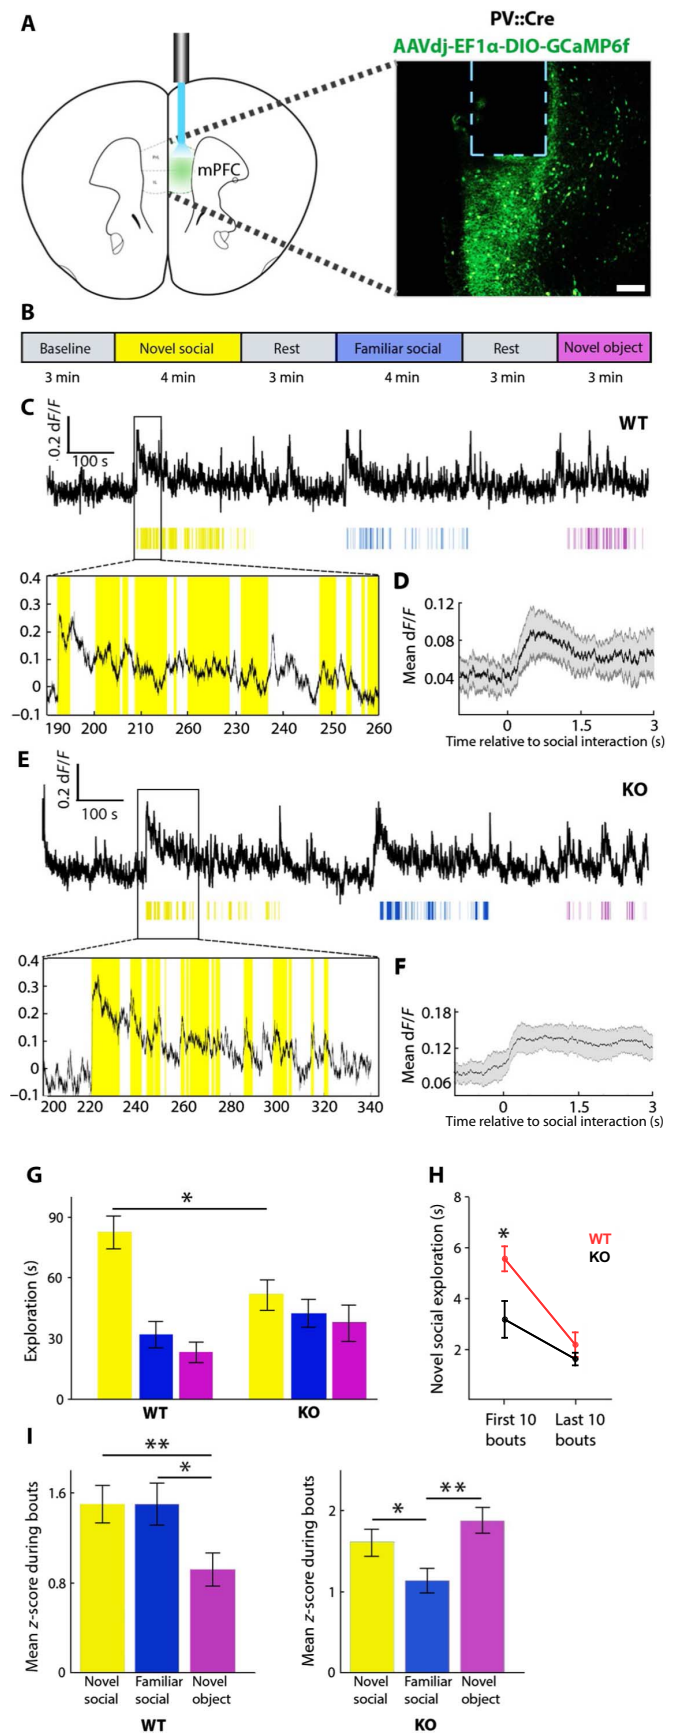 A
PV::Cre
AAVdj-EF1α-DIO-GCaMP6f
mPFC
B
Baseline Novel social Rest Familiar social Rest Novel object
3 min 4 min 3 min 4 min 3 min 3 min
C
0.2 dF/F
100 s
WT
0.4
0.3
0.2
0.1
0
−0.1
190 200 210 220 230 240 250 260
D
Mean dF/F
0.12
0.08
0.04
0 1.5 3
Time relative to social interaction (s)
E
0.2 dF/F
100 s
KO
0.4
0.3
0.2
0.1
0
−0.1
200 220 240 260 280 300 320 340
F
Mean dF/F
0.18
0.12
0.06
0 1.5 3
Time relative to social interaction (s)
G
Exploration (s)
90
60
30
0
*
WT KO
H
Novel social exploration (s)
8
6
4
2
*
WT
KO
First 10 Last 10
bouts bouts
I
Mean z-score during bouts
1.6
0.8
0
**
*
Novel Familiar Novel
social social object
WT
Mean z-score during bouts
2
1
0
* **
Novel Familiar Novel
social social object
KO